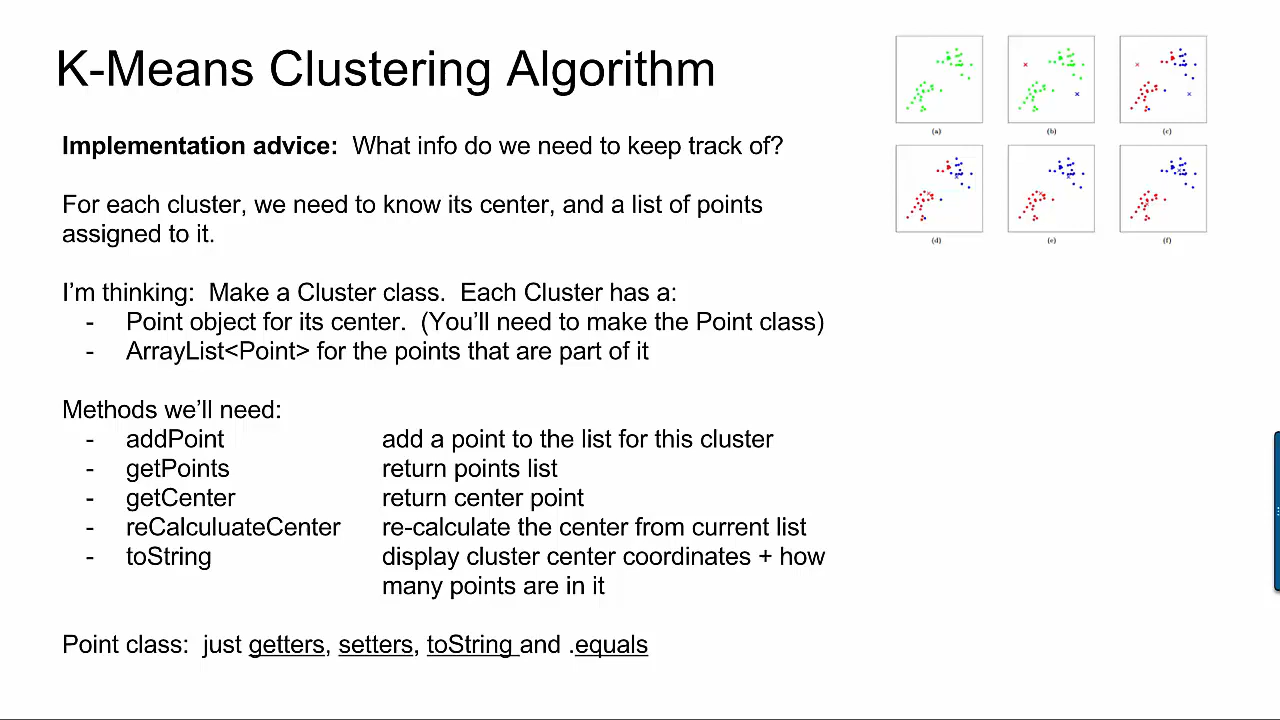 K-Means Clustering Algorithm
Implementation advice:  What info do we need to keep track of?
For each cluster, we need to know its center, and a list of points
assigned to it.
I'm thinking:  Make a Cluster class.  Each Cluster has a:
-    Point object for its center.  (You'll need to make the Point class)
-    ArrayList<Point> for the points that are part of it
Methods we'll need:
-    addPoint    add a point to the list for this cluster
-    getPoints    return points list
-    getCenter    return center point
-    reCalculuateCenter    re-calculate the center from current list
-    toString    display cluster center coordinates + how
many points are in it
Point class:  just getters, setters, toString and .equals
(a) (b) (c)
(d) (e) (f)